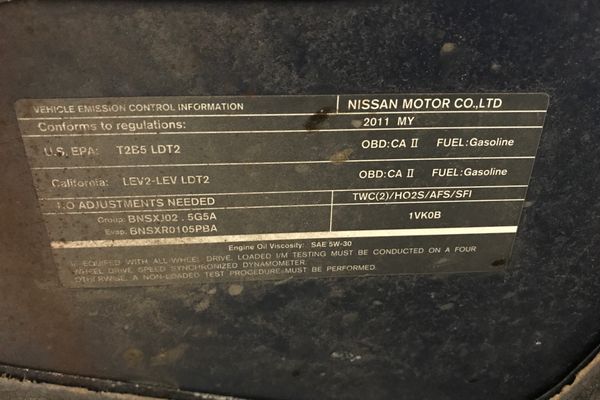 VEHICLE EMISSION CONTROL INFORMATION NISSAN MOTOR CO.,LTD
Conforms to regulations: 2011 MY
U.S. EPA: T2B5 LDT2 OBD:CA II FUEL:Gasoline
California: LEV2-LEV LDT2 OBD:CA II FUEL:Gasoline
NO ADJUSTMENTS NEEDED TWC(2)/HO2S/AFS/SFI
Group: BNSXJ02.5G5A 1VK0B
Evap: BNSXR0105PBA
Engine Oil Viscosity: SAE 5W-30
IF EQUIPPED WITH ALL-WHEEL DRIVE, LOADED I/M TESTING MUST BE CONDUCTED ON A FOUR
WHEEL DRIVE SPEED SYNCHRONIZED DYNAMOMETER.
OTHERWISE, A NON-LOADED TEST PROCEDURE MUST BE PERFORMED.